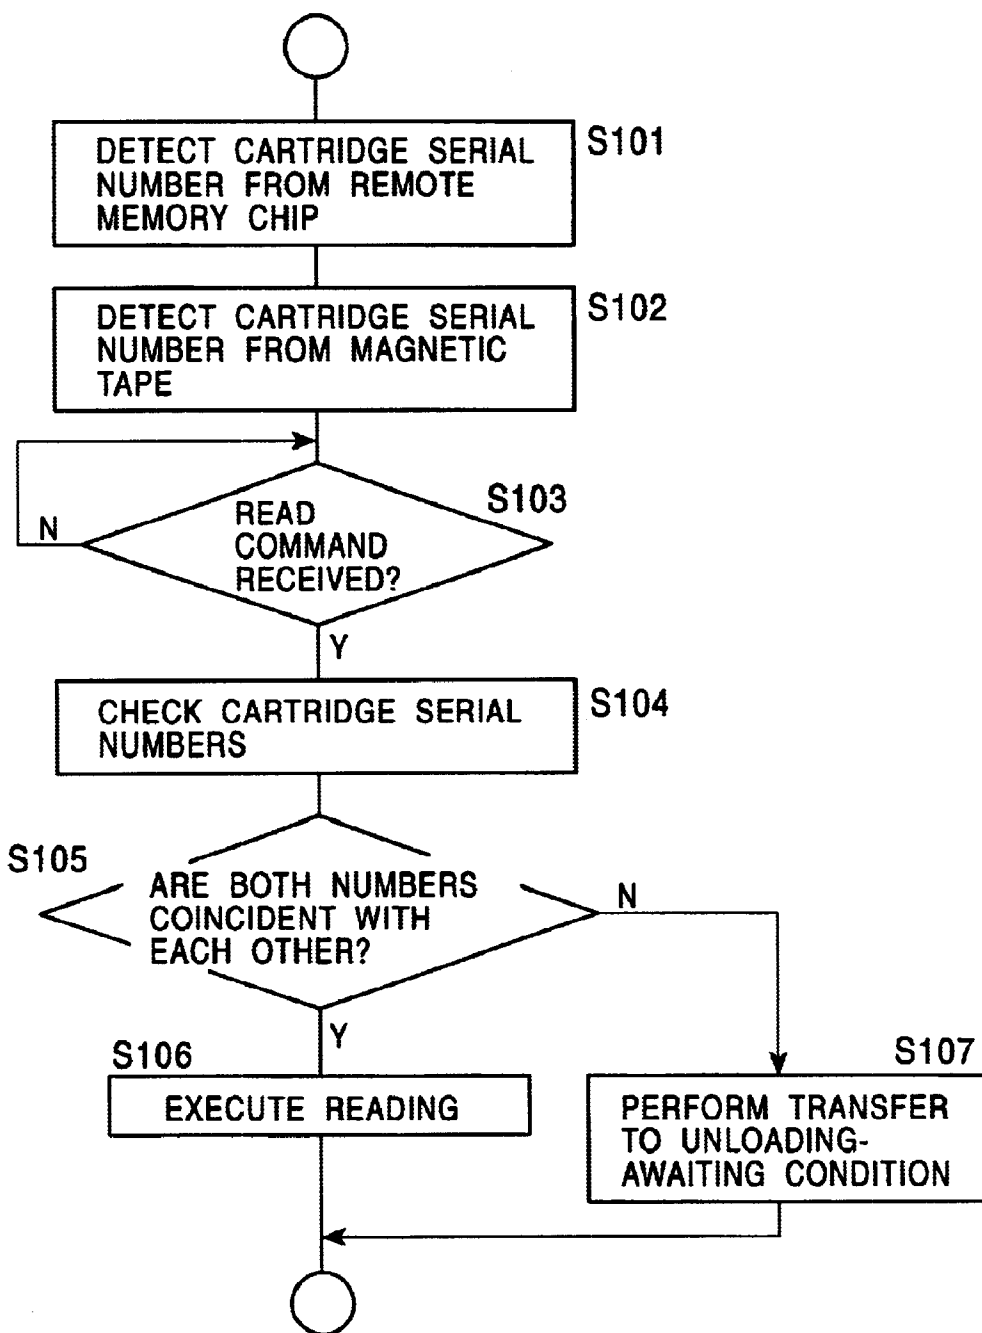 DETECT CARTRIDGE SERIAL
NUMBER FROM REMOTE
MEMORY CHIP
S101
DETECT CARTRIDGE SERIAL
NUMBER FROM MAGNETIC
TAPE
S102
READ
COMMAND
RECEIVED?
S103
N
Y
CHECK CARTRIDGE SERIAL
NUMBERS
S104
S105
ARE BOTH NUMBERS
COINCIDENT WITH
EACH OTHER?
N
Y
S106
EXECUTE READING
S107
PERFORM TRANSFER
TO UNLOADING-
AWAITING CONDITION